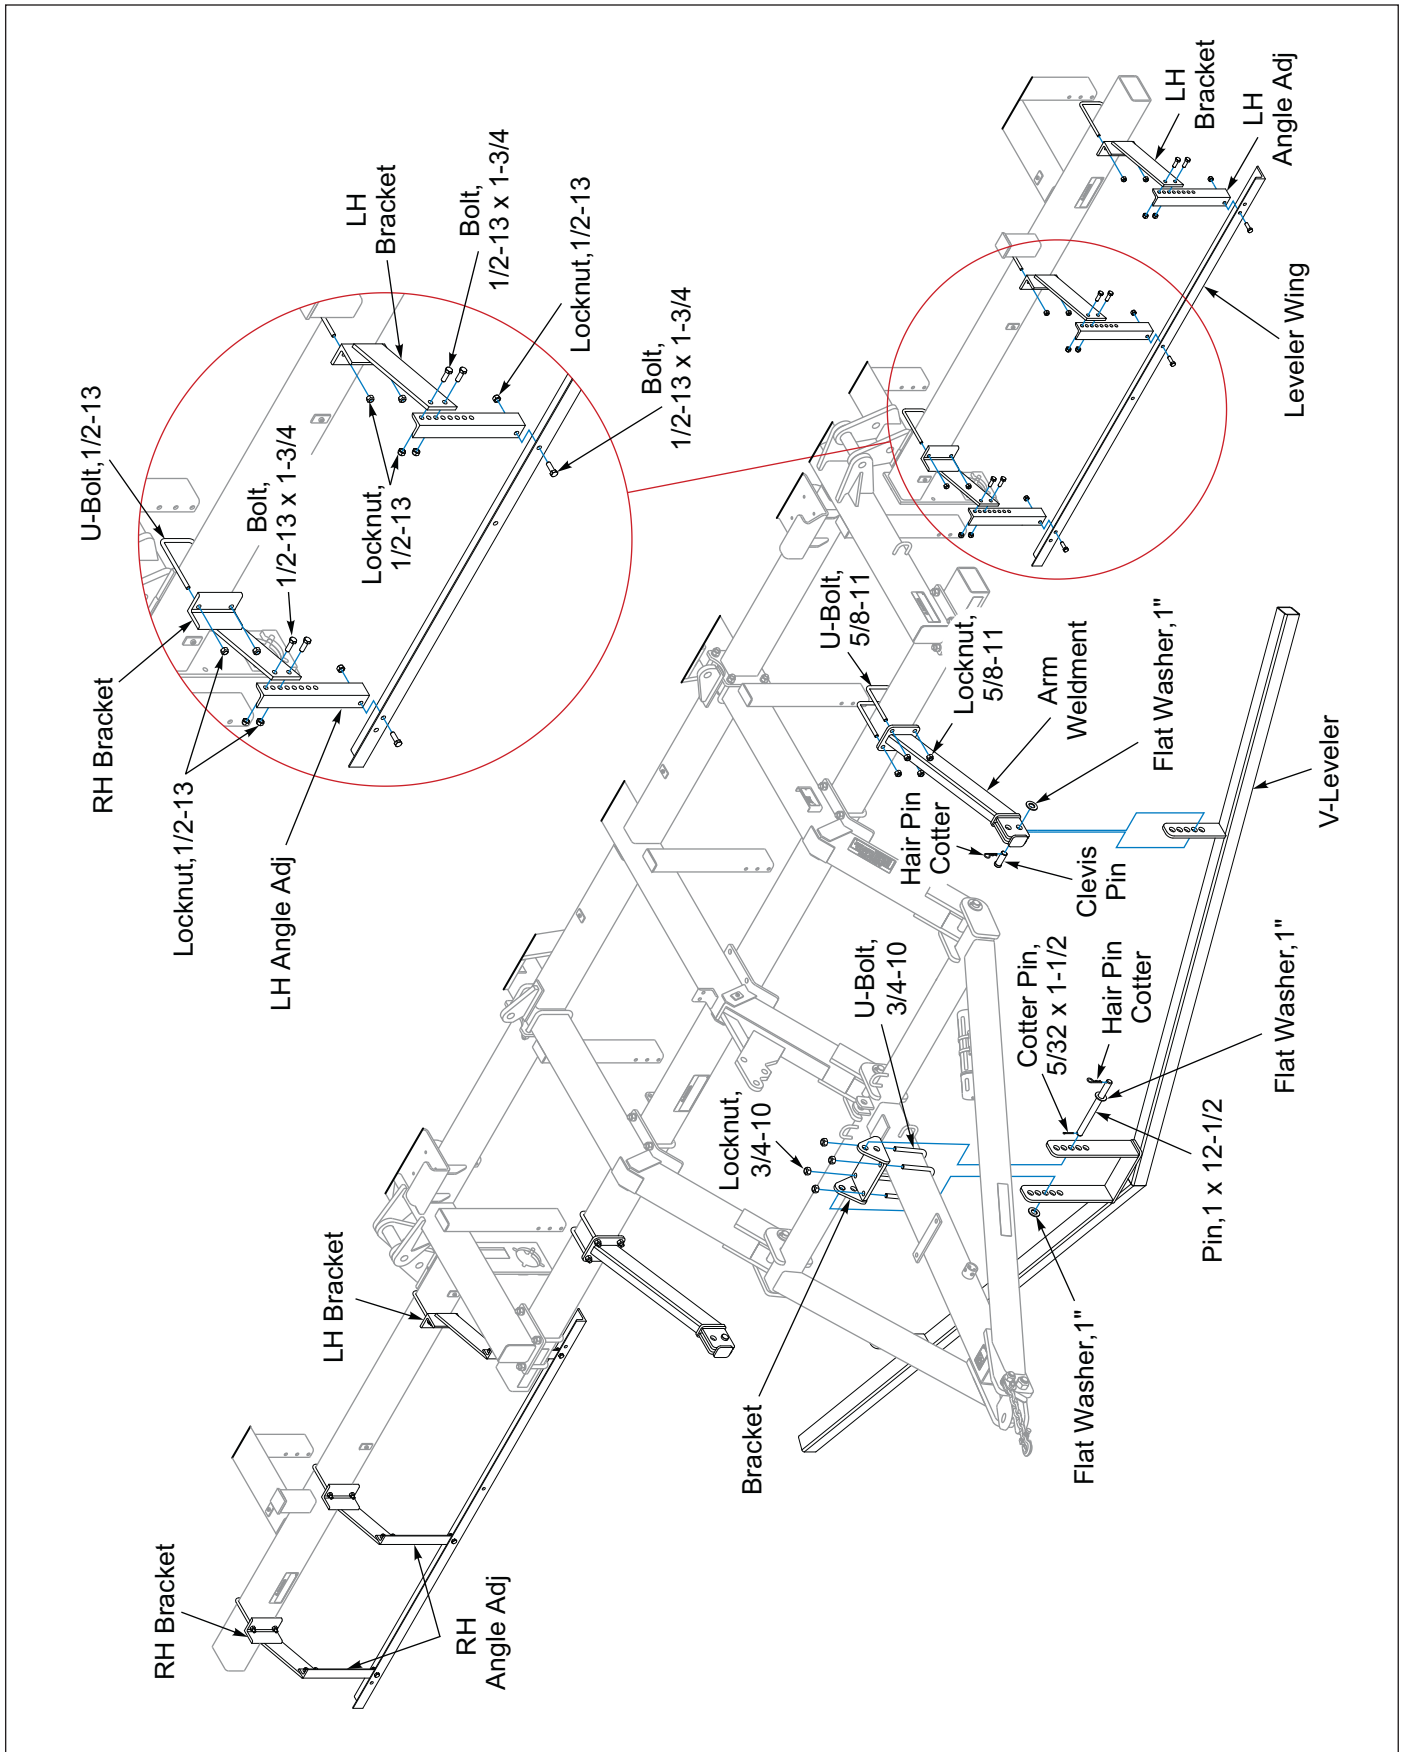 U-Bolt,1/2-13
Bolt,
1/2-13 x 1-3/4
LH
Bracket
Bolt,
1/2-13 x 1-3/4
Locknut,1/2-13
Bolt,
1/2-13 x 1-3/4
Locknut,
1/2-13
RH Bracket
Locknut,1/2-13
LH Angle Adj
LH
Bracket
LH
Angle Adj
Leveler Wing
U-Bolt,
5/8-11
Locknut,
5/8-11
Arm
Weldment
Flat Washer,1"
V-Leveler
Hair Pin
Cotter
Clevis
Pin
U-Bolt,
3/4-10
Cotter Pin,
5/32 x 1-1/2
Hair Pin
Cotter
Flat Washer,1"
Pin,1 x 12-1/2
Locknut,
3/4-10
Bracket
Flat Washer,1"
LH Bracket
RH Bracket
RH
Angle Adj